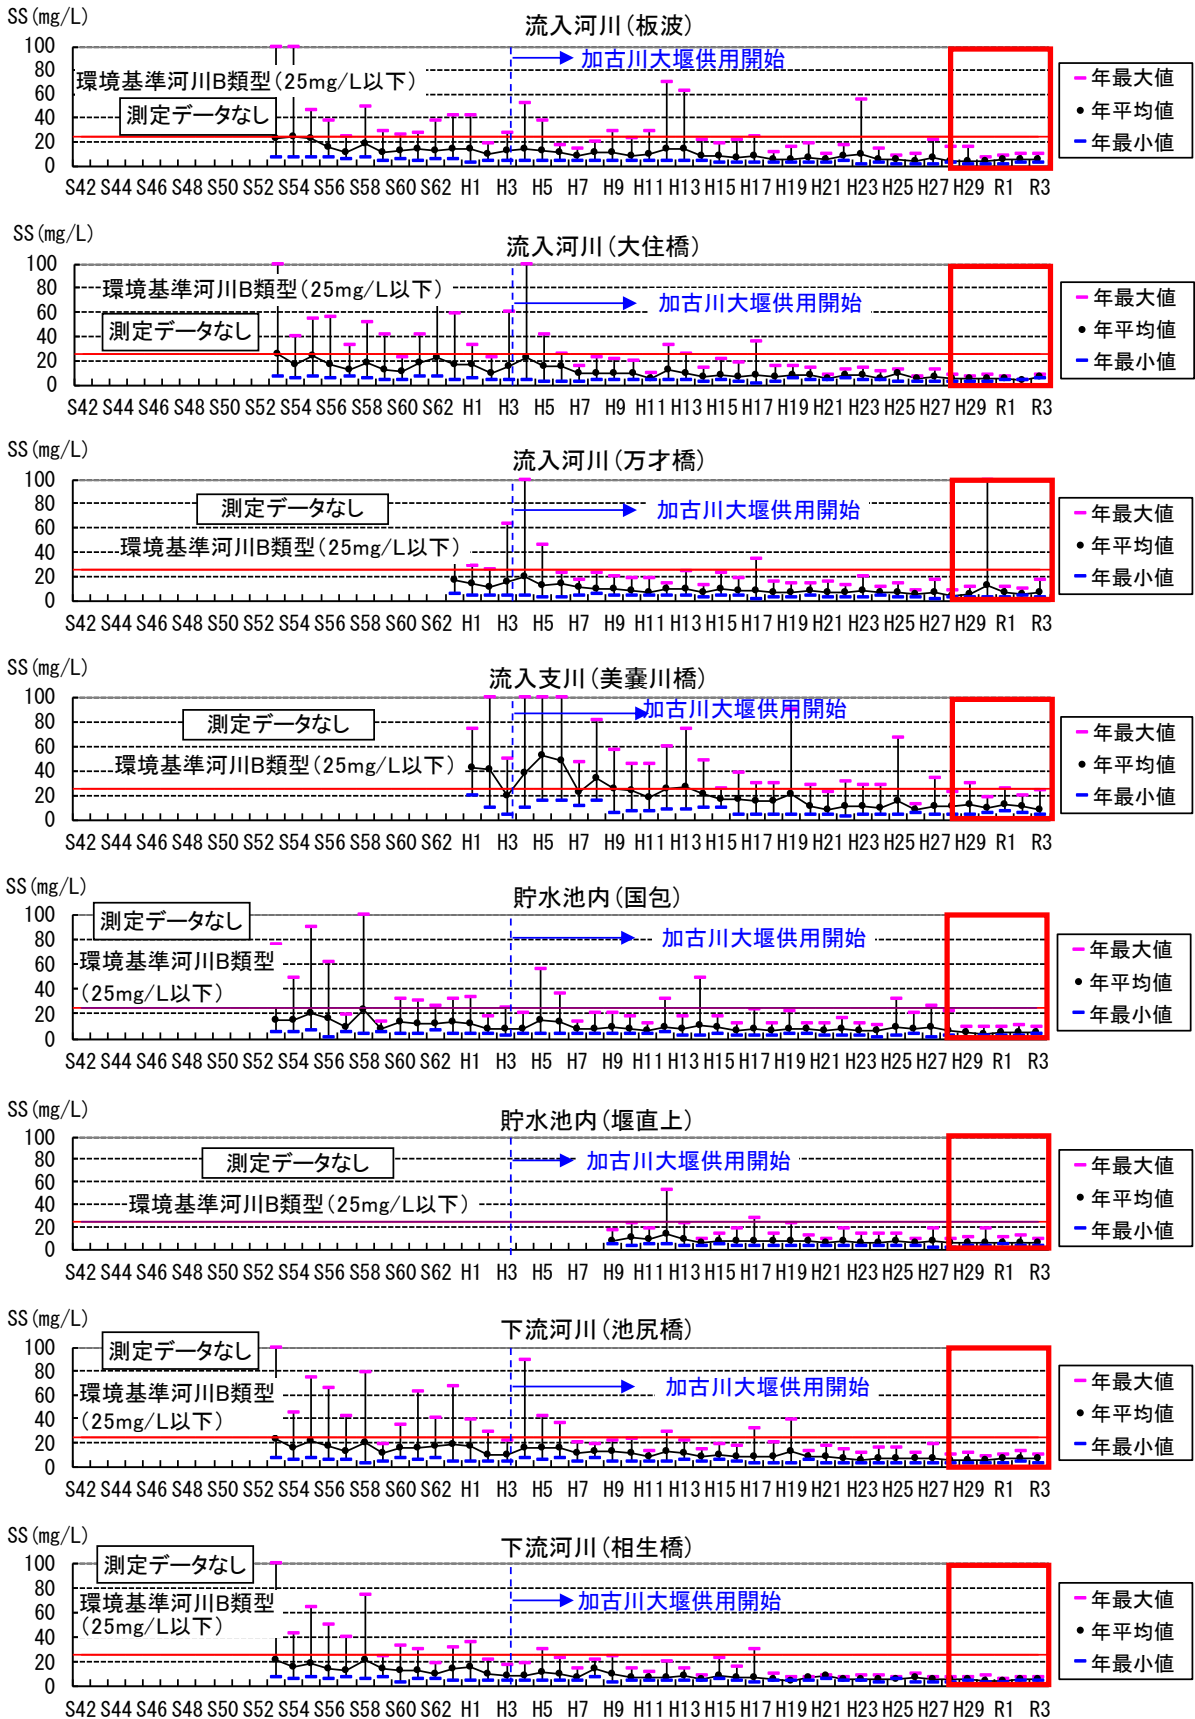 SS(mg/L)
流入河川(板波)
100
80
60
40
20
0
環境基準河川B類型(25mg/L以下)
測定データなし
加古川大堰供用開始
年最大値
年平均値
年最小値
S42 S44 S46 S48 S50 S52 S54 S56 S58 S60 S62 H1 H3 H5 H7 H9 H11 H13 H15 H17 H19 H21 H23 H25 H27 H29 R1 R3
SS(mg/L)
流入河川(大住橋)
100
80
60
40
20
0
環境基準河川B類型(25mg/L以下)
測定データなし
加古川大堰供用開始
年最大値
年平均値
年最小値
S42 S44 S46 S48 S50 S52 S54 S56 S58 S60 S62 H1 H3 H5 H7 H9 H11 H13 H15 H17 H19 H21 H23 H25 H27 H29 R1 R3
SS(mg/L)
流入河川(万才橋)
100
80
60
40
20
0
測定データなし
環境基準河川B類型(25mg/L以下)
加古川大堰供用開始
年最大値
年平均値
年最小値
S42 S44 S46 S48 S50 S52 S54 S56 S58 S60 S62 H1 H3 H5 H7 H9 H11 H13 H15 H17 H19 H21 H23 H25 H27 H29 R1 R3
SS(mg/L)
流入支川(美嚢川橋)
100
80
60
40
20
0
測定データなし
環境基準河川B類型(25mg/L以下)
加古川大堰供用開始
年最大値
年平均値
年最小値
S42 S44 S46 S48 S50 S52 S54 S56 S58 S60 S62 H1 H3 H5 H7 H9 H11 H13 H15 H17 H19 H21 H23 H25 H27 H29 R1 R3
SS(mg/L)
貯水池内(国包)
100
80
60
40
20
0
測定データなし
環境基準河川B類型
(25mg/L以下)
加古川大堰供用開始
年最大値
年平均値
年最小値
S42 S44 S46 S48 S50 S52 S54 S56 S58 S60 S62 H1 H3 H5 H7 H9 H11 H13 H15 H17 H19 H21 H23 H25 H27 H29 R1 R3
SS(mg/L)
貯水池内(堰直上)
100
80
60
40
20
0
測定データなし
環境基準河川B類型(25mg/L以下)
加古川大堰供用開始
年最大値
年平均値
年最小値
S42 S44 S46 S48 S50 S52 S54 S56 S58 S60 S62 H1 H3 H5 H7 H9 H11 H13 H15 H17 H19 H21 H23 H25 H27 H29 R1 R3
SS(mg/L)
下流河川(池尻橋)
100
80
60
40
20
0
測定データなし
環境基準河川B類型
(25mg/L以下)
加古川大堰供用開始
年最大値
年平均値
年最小値
S42 S44 S46 S48 S50 S52 S54 S56 S58 S60 S62 H1 H3 H5 H7 H9 H11 H13 H15 H17 H19 H21 H23 H25 H27 H29 R1 R3
SS(mg/L)
下流河川(相生橋)
100
80
60
40
20
0
測定データなし
環境基準河川B類型
(25mg/L以下)
加古川大堰供用開始
年最大値
年平均値
年最小値
S42 S44 S46 S48 S50 S52 S54 S56 S58 S60 S62 H1 H3 H5 H7 H9 H11 H13 H15 H17 H19 H21 H23 H25 H27 H29 R1 R3